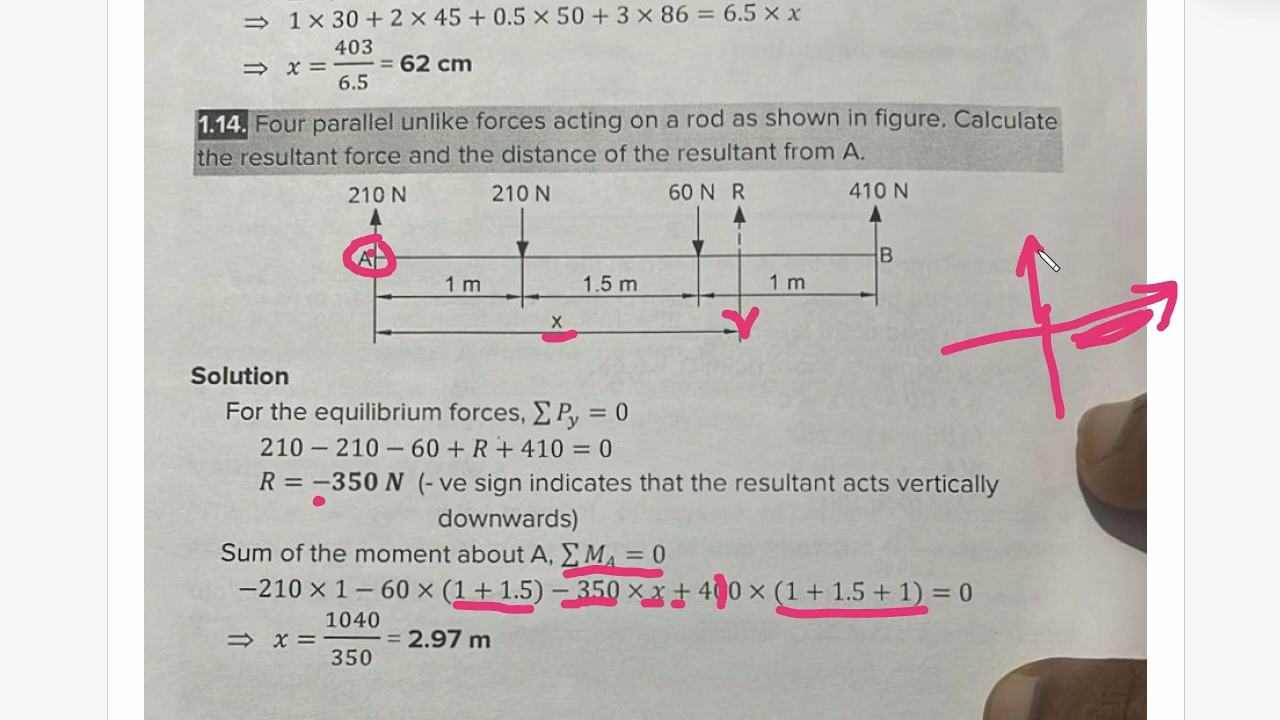 ⇒ 1 × 30 + 2 × 45 + 0.5 × 50 + 3 × 86 = 6.5 × x
⇒ x = 403/6.5 = 62 cm
1.14. Four parallel unlike forces acting on a rod as shown in figure. Calculate
the resultant force and the distance of the resultant from A.
210 N 210 N 60 N R 410 N
A B
1 m 1.5 m 1 m
x
Solution
For the equilibrium forces, ∑ P_y = 0
210 − 210 − 60 + R + 410 = 0
R = −350 N (- ve sign indicates that the resultant acts vertically
downwards)
Sum of the moment about A, ∑ M_A = 0
−210 × 1 − 60 × (1 + 1.5) − 350 × x + 410 × (1 + 1.5 + 1) = 0
⇒ x = 1040/350 = 2.97 m